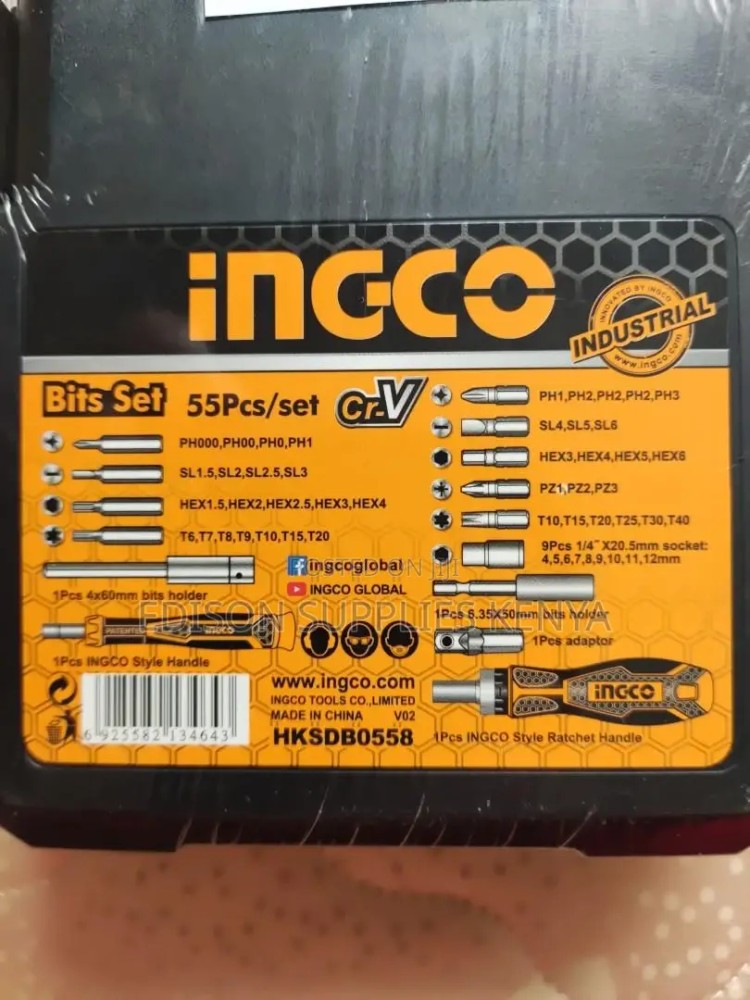 INGCO
INNOVATED BY INGCO
INDUSTRIAL
www.ingco.com
Bits Set 55Pcs/set Cr-V
PH000,PH00,PH0,PH1
SL1.5,SL2,SL2.5,SL3
HEX1.5,HEX2,HEX2.5,HEX3,HEX4
T6,T7,T8,T9,T10,T15,T20
1Pcs 4x60mm bits holder
PATENTED INGCO
1Pcs INGCO Style Handle
6 925582 134643
PH1,PH2,PH2,PH2,PH3
SL4,SL5,SL6
HEX3,HEX4,HEX5,HEX6
PZ1,PZ2,PZ3
T10,T15,T20,T25,T30,T40
9Pcs 1/4"X20.5mm socket:
4,5,6,7,8,9,10,11,12mm
ingcoglobal
INGCO GLOBAL
1Pcs 6.35X50mm bits holder
1Pcs adaptor
INGCO
1Pcs INGCO Style Ratchet Handle
www.ingco.com
INGCO TOOLS CO.,LIMITED
MADE IN CHINA V02
HKSDB0558
POSTED ON JIJI
EDISON SUPPLIES KENYA